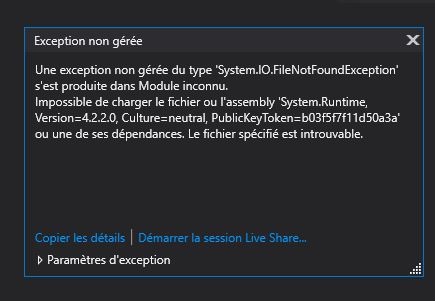 Exception non gérée
Une exception non gérée du type 'System.IO.FileNotFoundException'
s'est produite dans Module inconnu.
Impossible de charger le fichier ou l'assembly 'System.Runtime,
Version=4.2.2.0, Culture=neutral, PublicKeyToken=b03f5f7f11d50a3a'
ou une de ses dépendances. Le fichier spécifié est introuvable.
Copier les détails | Démarrer la session Live Share...
Paramètres d'exception